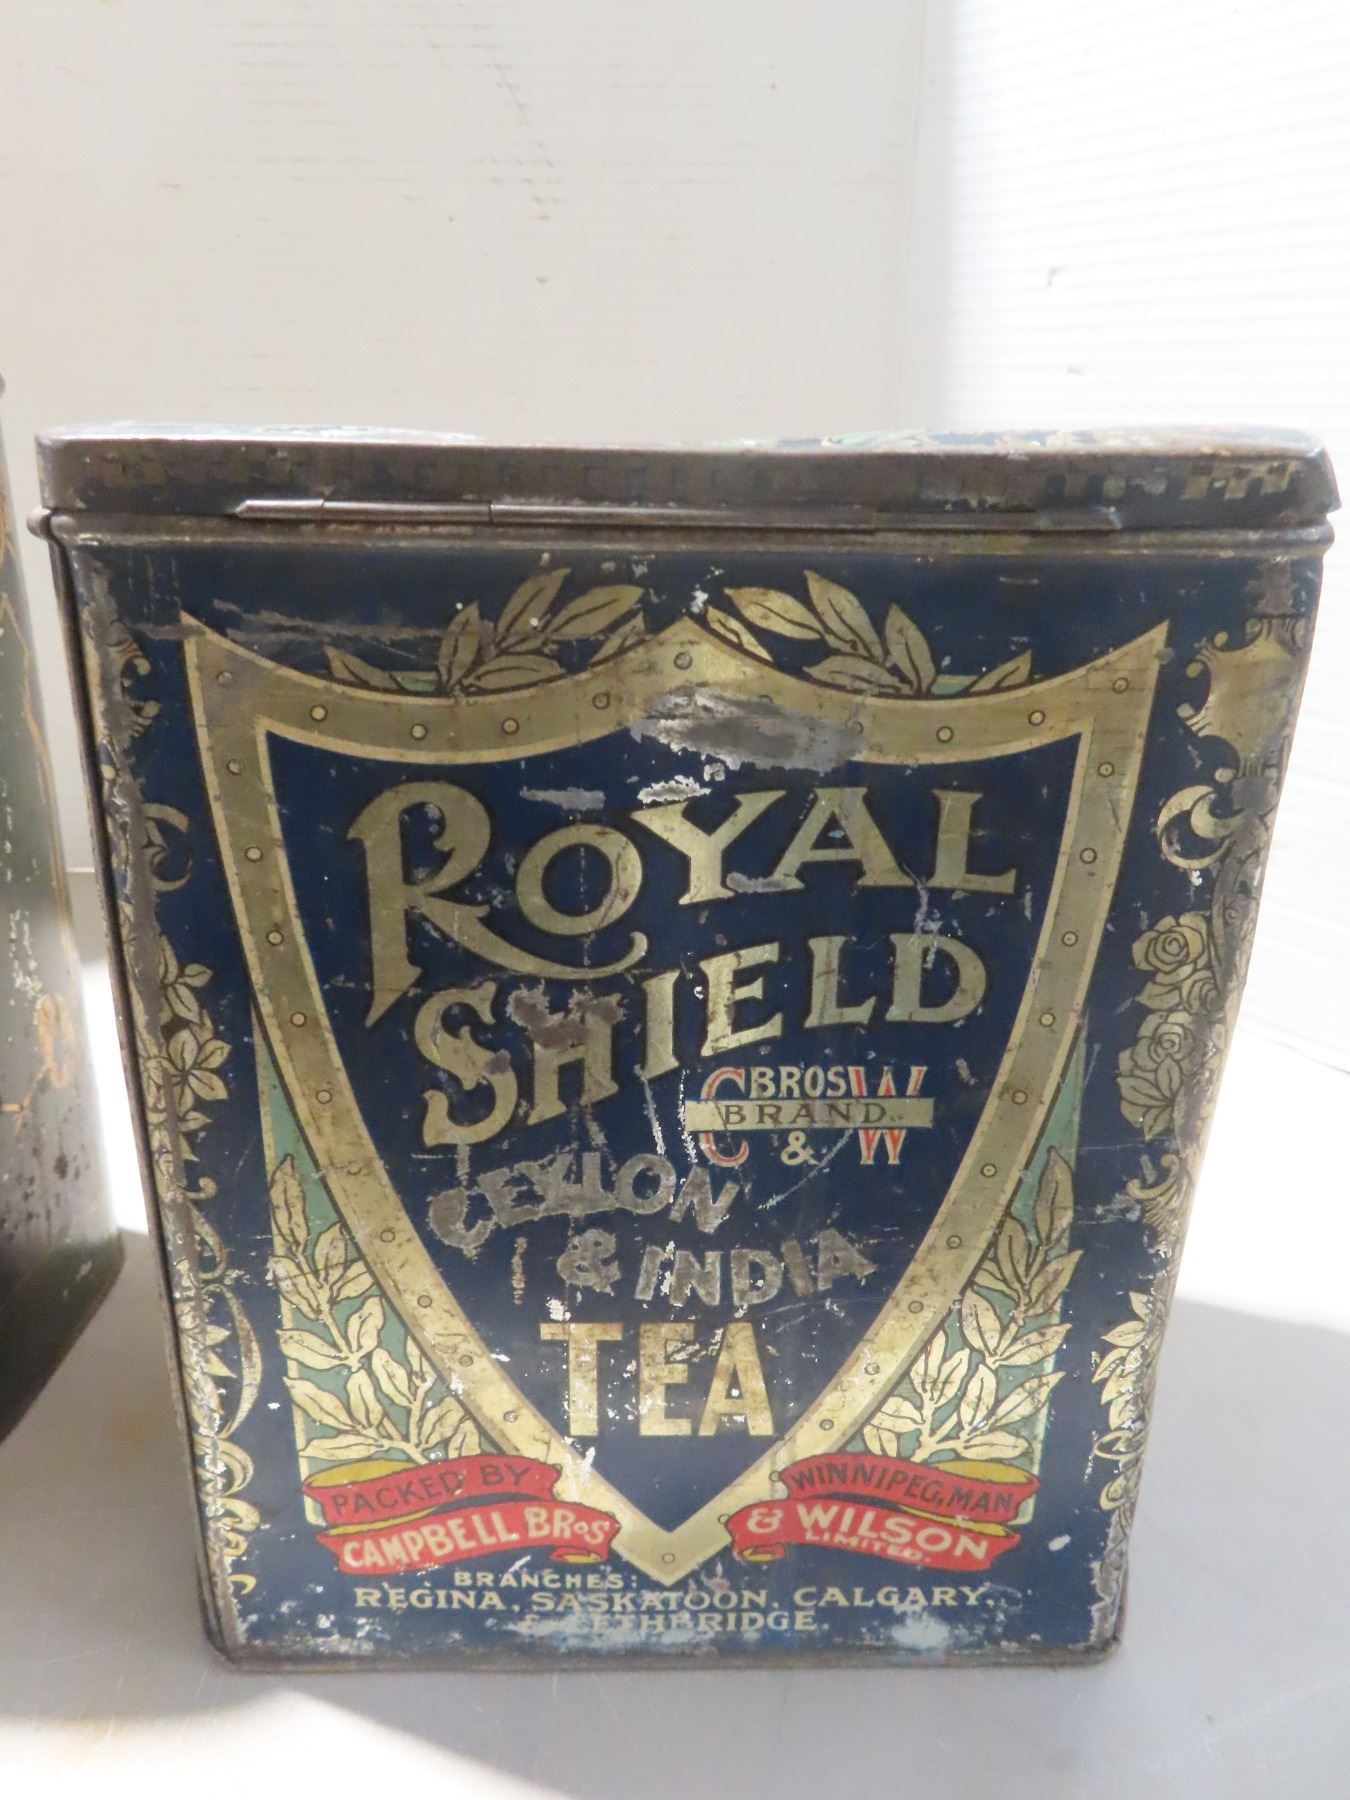 ROYAL
SHIELD
C BROS W
BRAND
&
CEYLON
& INDIA
TEA
PACKED BY
CAMPBELL BROS
WINNIPEG, MAN
& WILSON
LIMITED.
BRANCHES:
REGINA, SASKATOON, CALGARY,
& LETHBRIDGE